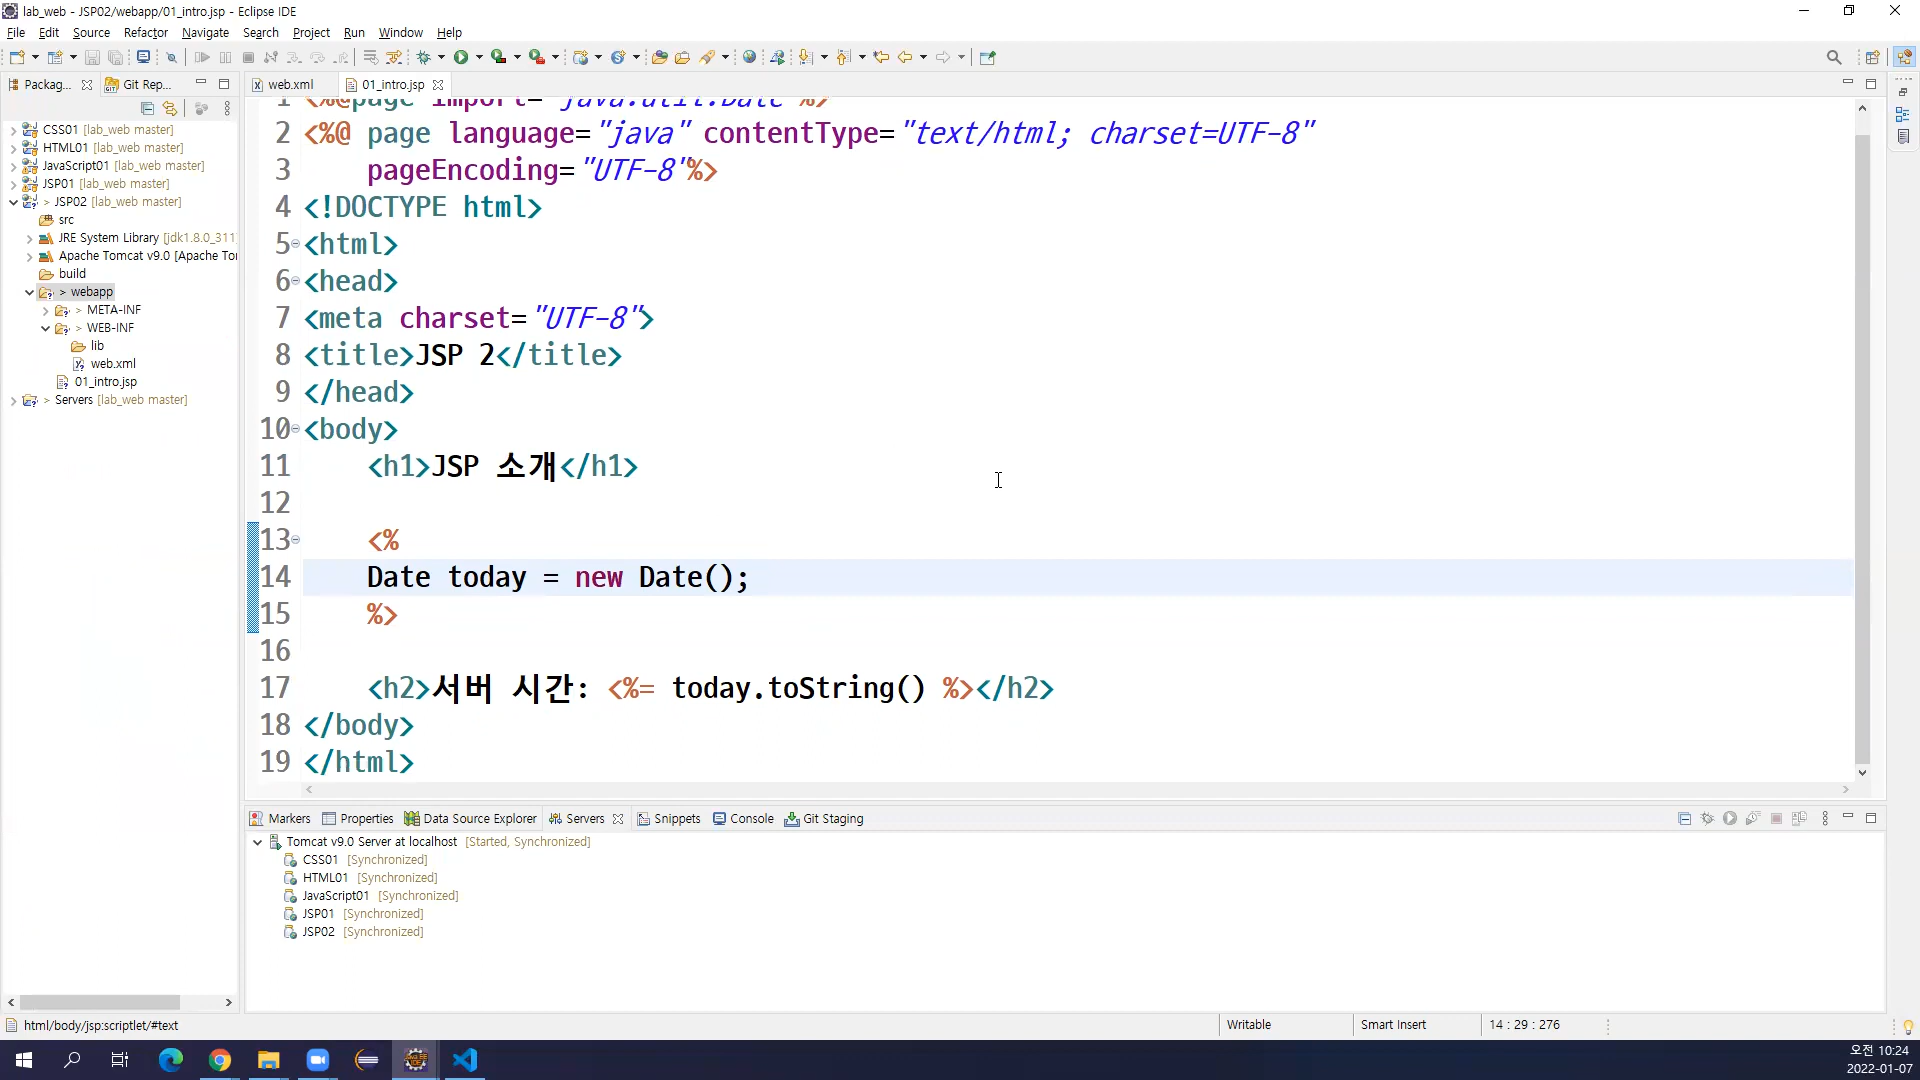 lab_web - JSP02/webapp/01_intro.jsp - Eclipse IDE
File Edit Source Refactor Navigate Search Project Run Window Help
Packag... Git Rep...
web.xml 01_intro.jsp
CSS01 [lab_web master]
HTML01 [lab_web master]
JavaScript01 [lab_web master]
JSP01 [lab_web master]
> JSP02 [lab_web master]
src
JRE System Library [jdk1.8.0_311]
Apache Tomcat v9.0 [Apache To
build
> webapp
> META-INF
> WEB-INF
lib
web.xml
01_intro.jsp
> Servers [lab_web master]
1 <%@page import="java.util.Date"%>
2 <%@ page language="java" contentType="text/html; charset=UTF-8"
3 pageEncoding="UTF-8"%>
4 <!DOCTYPE html>
5 <html>
6 <head>
7 <meta charset="UTF-8">
8 <title>JSP 2</title>
9 </head>
10 <body>
11 <h1>JSP 소개</h1>
12
13 <%
14 Date today = new Date();
15 %>
16
17 <h2>서버 시간: <%= today.toString() %></h2>
18 </body>
19 </html>
Markers Properties Data Source Explorer Servers Snippets Console Git Staging
Tomcat v9.0 Server at localhost [Started, Synchronized]
CSS01 [Synchronized]
HTML01 [Synchronized]
JavaScript01 [Synchronized]
JSP01 [Synchronized]
JSP02 [Synchronized]
html/body/jsp:scriptlet/#text
Writable Smart Insert 14 : 29 : 276
오전 10:24
2022-01-07